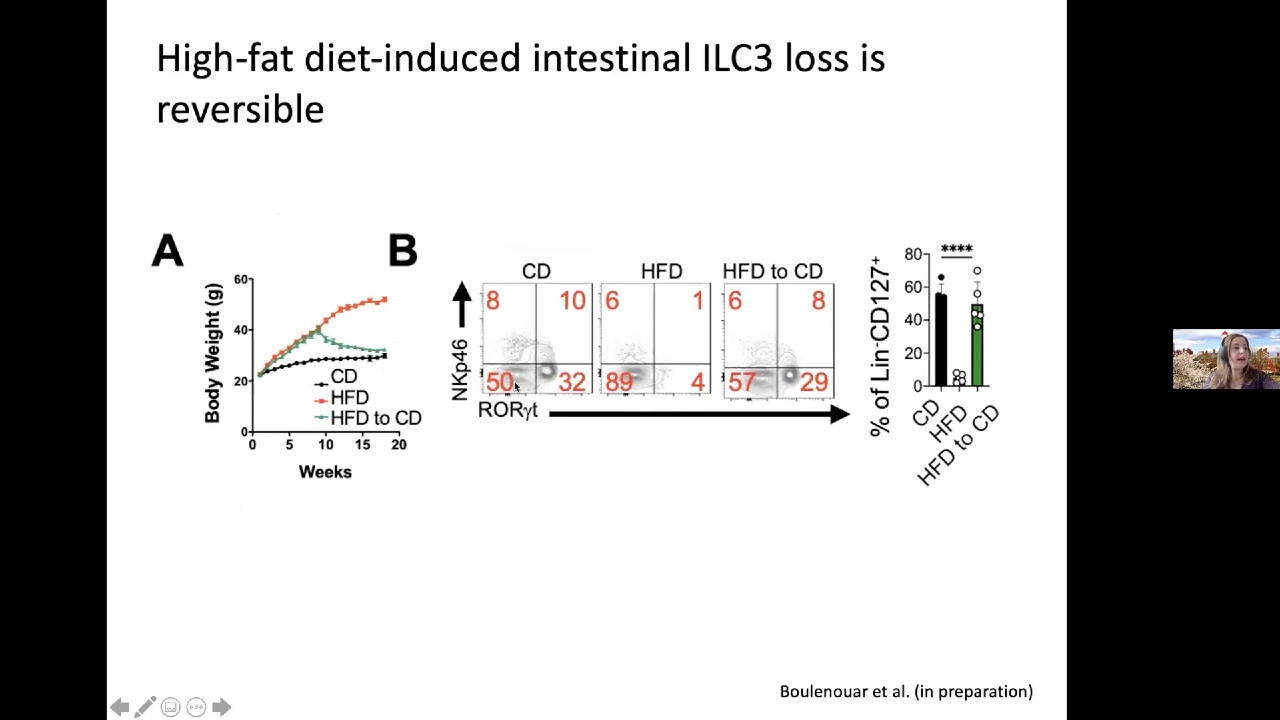 High-fat diet-induced intestinal ILC3 loss is
reversible
A
Body Weight (g)
60
40
20
0
0 5 10 15 20
Weeks
CD
HFD
HFD to CD
B
NKp46
CD HFD HFD to CD
8 10 6 1 6 8
50 32 89 4 57 29
RORγt
% of Lin-CD127+
****
80
60
40
20
0
CD
HFD
HFD to CD
Boulenouar et al. (in preparation)